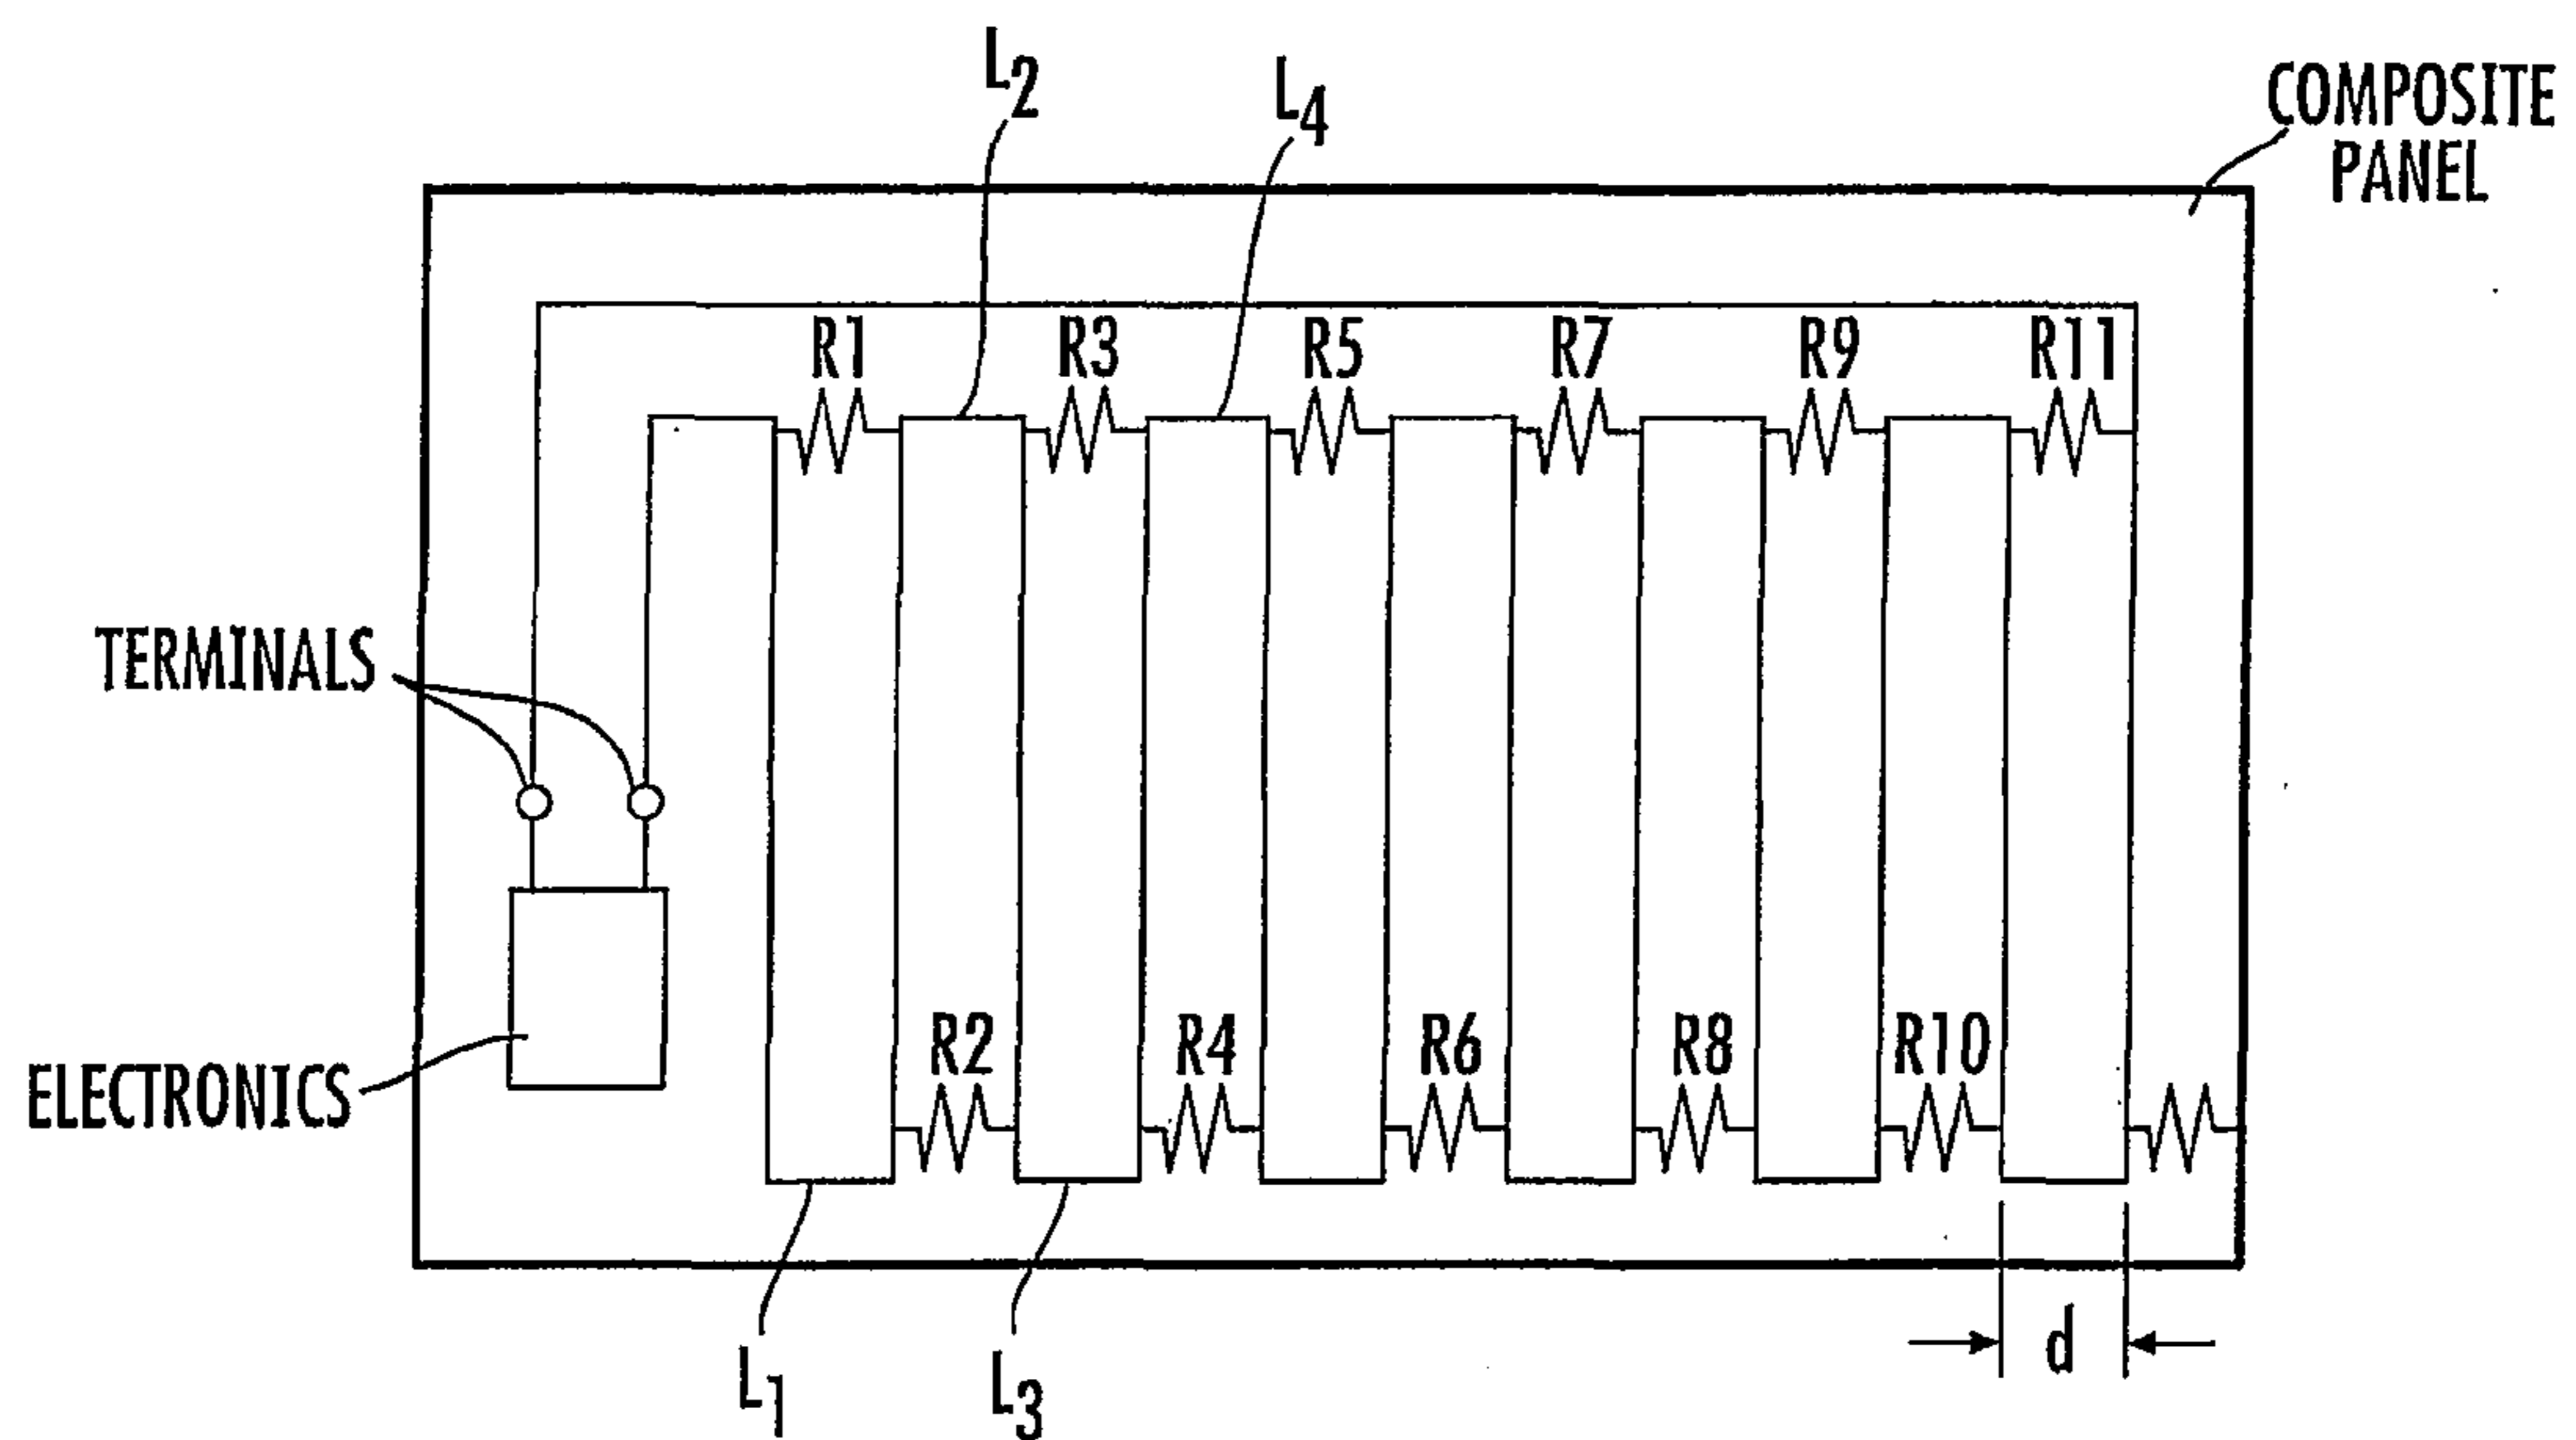 L2
L4
COMPOSITE
PANEL
R1
R3
R5
R7
R9
R11
TERMINALS
R2
R4
R6
R8
R10
ELECTRONICS
d
L1
L3